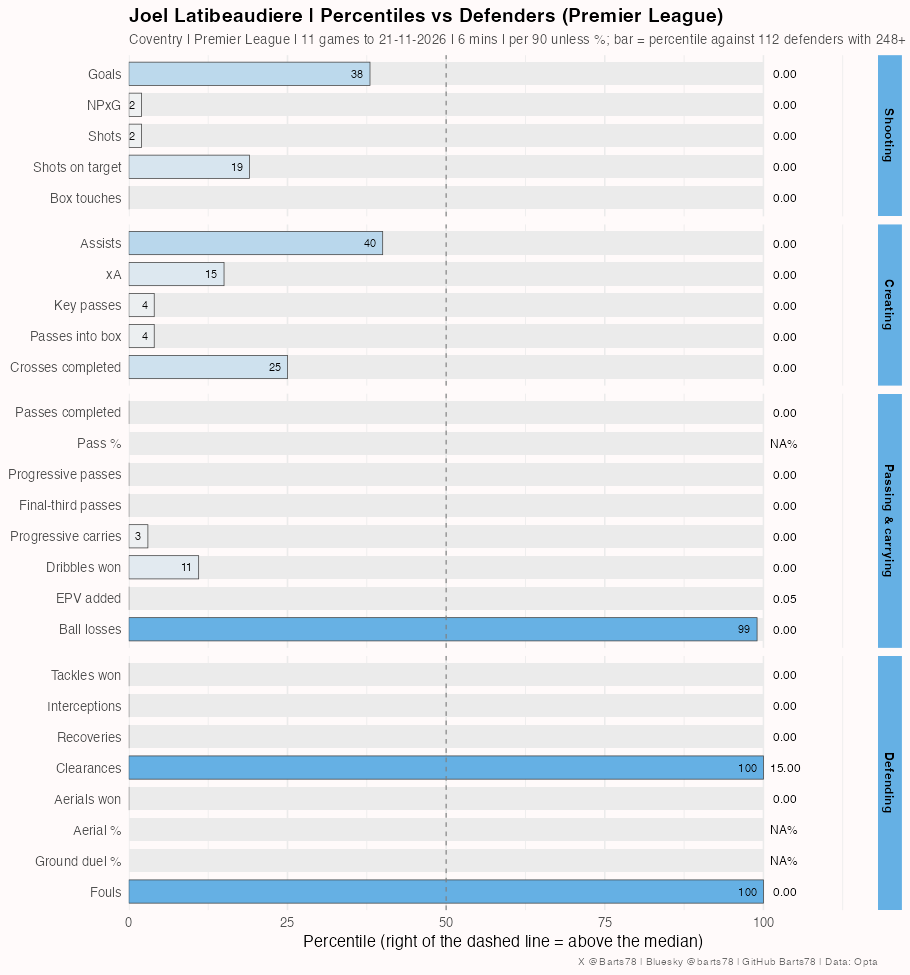 Joel Latibeaudiere | Percentiles vs Defenders (Premier League)
Coventry | Premier League | 11 games to 21-11-2026 | 6 mins | per 90 unless %; bar = percentile against 112 defenders with 248+
Goals 38 0.00
NPxG 2 0.00
Shots 2 0.00
Shots on target 19 0.00
Box touches 0.00
Shooting
Assists 40 0.00
xA 15 0.00
Key passes 4 0.00
Passes into box 4 0.00
Crosses completed 25 0.00
Creating
Passes completed 0.00
Pass % NA%
Progressive passes 0.00
Final-third passes 0.00
Progressive carries 3 0.00
Dribbles won 11 0.00
EPV added 0.05
Ball losses 99 0.00
Passing & carrying
Tackles won 0.00
Interceptions 0.00
Recoveries 0.00
Clearances 100 15.00
Aerials won 0.00
Aerial % NA%
Ground duel % NA%
Fouls 100 0.00
Defending
0 25 50 75 100
Percentile (right of the dashed line = above the median)
X @Barts78 | Bluesky @barts78 | GitHub Barts78 | Data: Opta